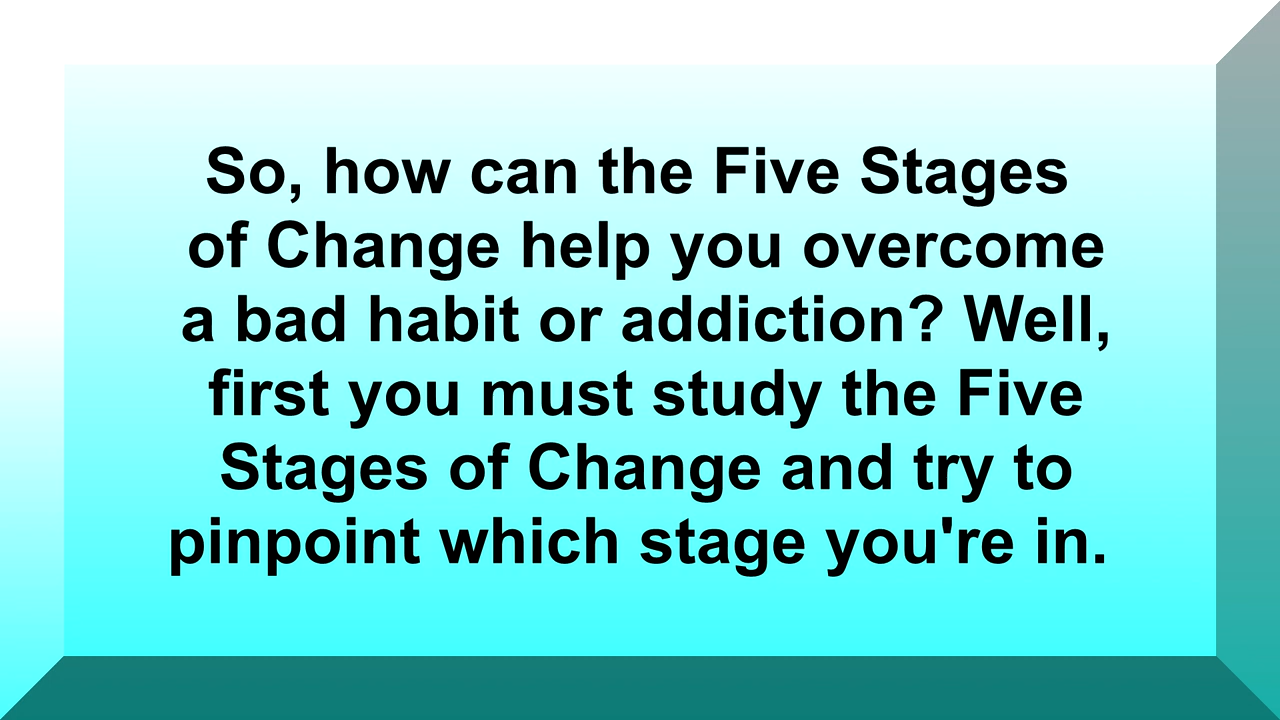 So, how can the Five Stages
of Change help you overcome
a bad habit or addiction? Well,
first you must study the Five
Stages of Change and try to
pinpoint which stage you're in.